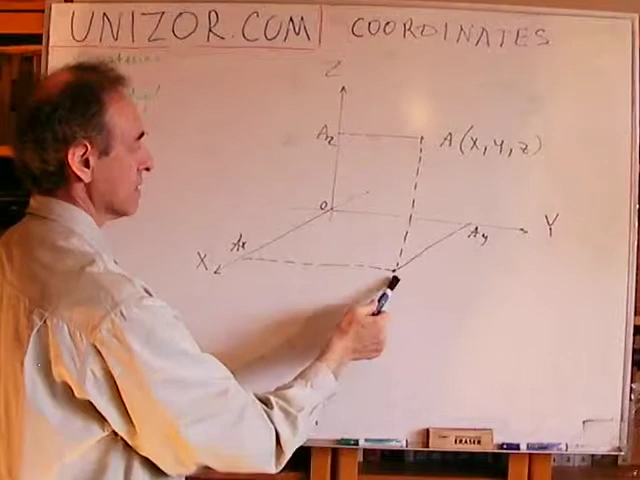 UNIZOR.COM COORDINATES
Z
Az A(x,y,z)
O
Y
Ax Ay
X
ERASER